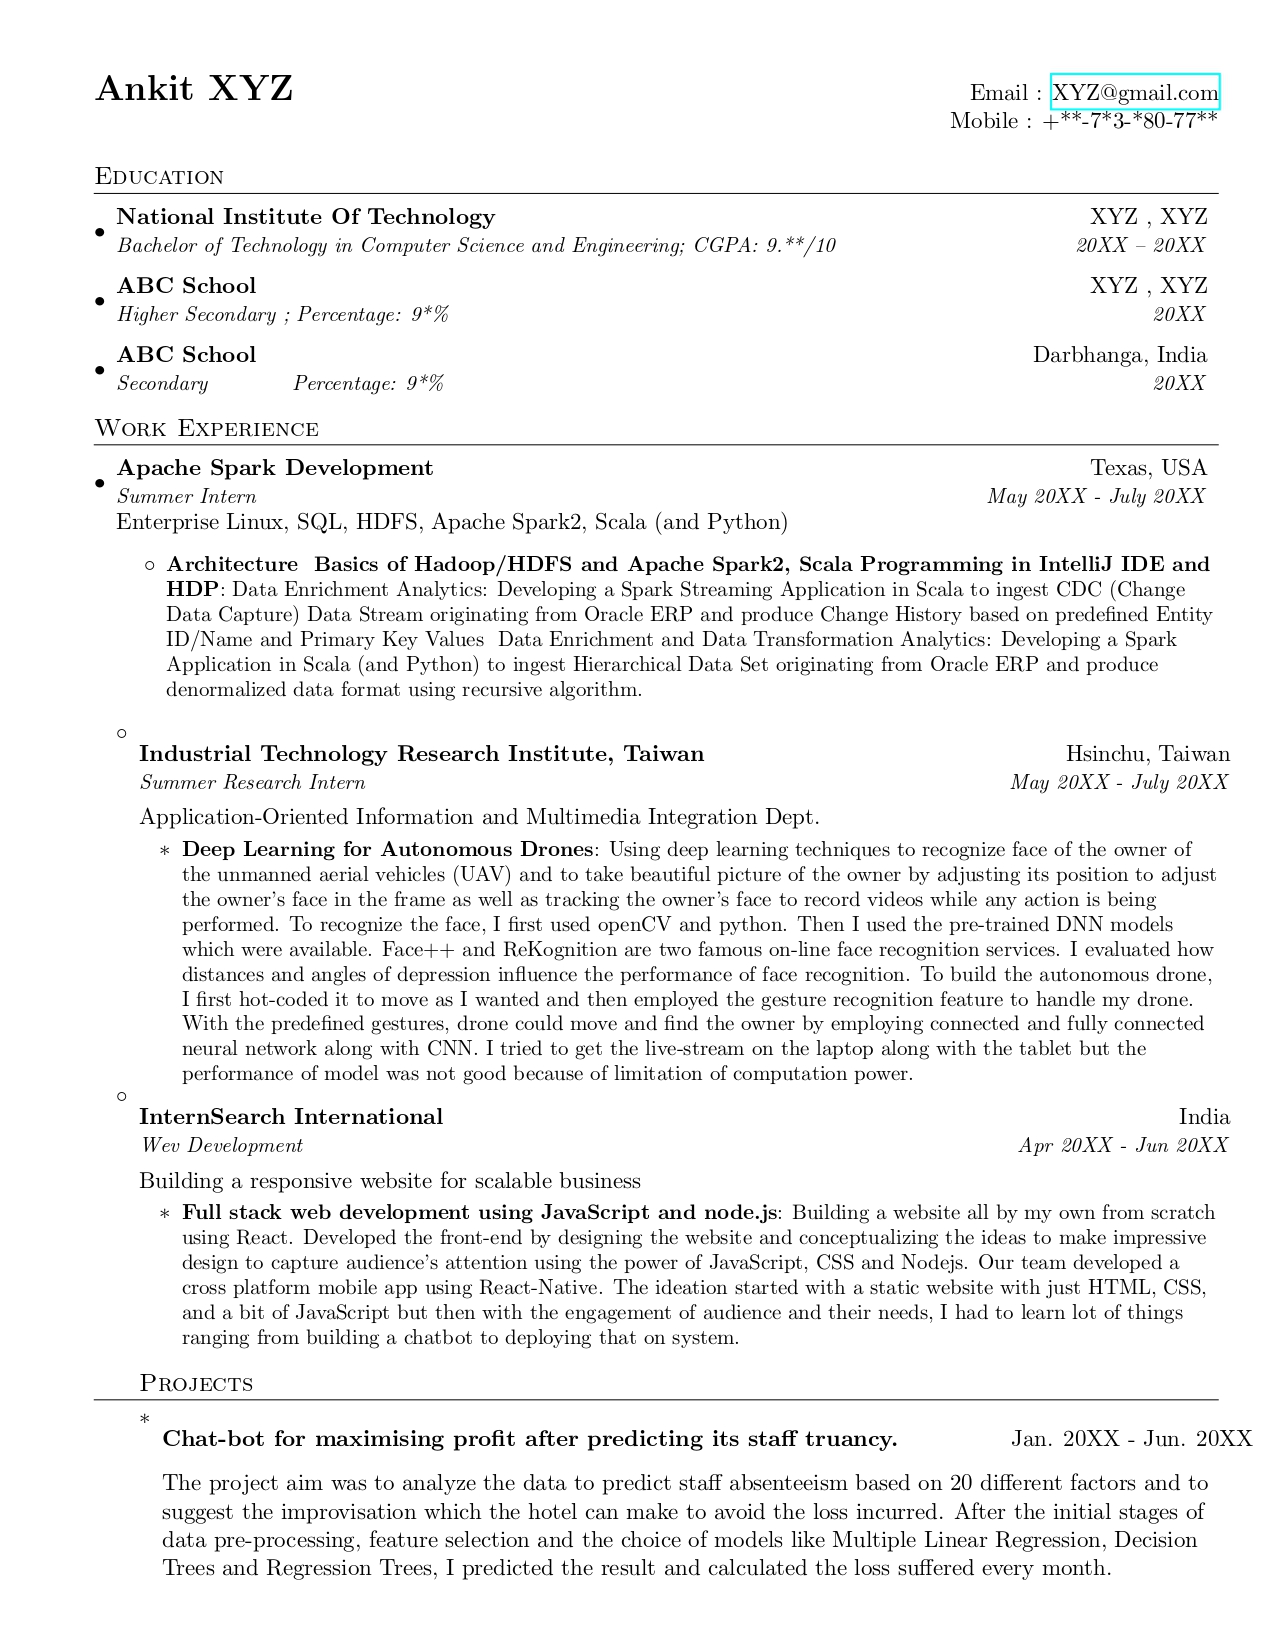 Ankit XYZ
Email : XYZ@gmail.com
Mobile : +**-7*3-*80-77**
Education
• National Institute Of Technology XYZ , XYZ
Bachelor of Technology in Computer Science and Engineering; CGPA: 9.**/10 20XX – 20XX
• ABC School XYZ , XYZ
Higher Secondary ; Percentage: 9*% 20XX
• ABC School Darbhanga, India
Secondary Percentage: 9*% 20XX
Work Experience
• Apache Spark Development Texas, USA
Summer Intern May 20XX - July 20XX
Enterprise Linux, SQL, HDFS, Apache Spark2, Scala (and Python)
◦ Architecture Basics of Hadoop/HDFS and Apache Spark2, Scala Programming in IntelliJ IDE and
HDP: Data Enrichment Analytics: Developing a Spark Streaming Application in Scala to ingest CDC (Change
Data Capture) Data Stream originating from Oracle ERP and produce Change History based on predefined Entity
ID/Name and Primary Key Values Data Enrichment and Data Transformation Analytics: Developing a Spark
Application in Scala (and Python) to ingest Hierarchical Data Set originating from Oracle ERP and produce
denormalized data format using recursive algorithm.
◦
Industrial Technology Research Institute, Taiwan Hsinchu, Taiwan
Summer Research Intern May 20XX - July 20XX
Application-Oriented Information and Multimedia Integration Dept.
∗ Deep Learning for Autonomous Drones: Using deep learning techniques to recognize face of the owner of
the unmanned aerial vehicles (UAV) and to take beautiful picture of the owner by adjusting its position to adjust
the owner's face in the frame as well as tracking the owner's face to record videos while any action is being
performed. To recognize the face, I first used openCV and python. Then I used the pre-trained DNN models
which were available. Face++ and ReKognition are two famous on-line face recognition services. I evaluated how
distances and angles of depression influence the performance of face recognition. To build the autonomous drone,
I first hot-coded it to move as I wanted and then employed the gesture recognition feature to handle my drone.
With the predefined gestures, drone could move and find the owner by employing connected and fully connected
neural network along with CNN. I tried to get the live-stream on the laptop along with the tablet but the
performance of model was not good because of limitation of computation power.
◦
InternSearch International India
Wev Development Apr 20XX - Jun 20XX
Building a responsive website for scalable business
∗ Full stack web development using JavaScript and node.js: Building a website all by my own from scratch
using React. Developed the front-end by designing the website and conceptualizing the ideas to make impressive
design to capture audience's attention using the power of JavaScript, CSS and Nodejs. Our team developed a
cross platform mobile app using React-Native. The ideation started with a static website with just HTML, CSS,
and a bit of JavaScript but then with the engagement of audience and their needs, I had to learn lot of things
ranging from building a chatbot to deploying that on system.
Projects
∗
Chat-bot for maximising profit after predicting its staff truancy. Jan. 20XX - Jun. 20XX
The project aim was to analyze the data to predict staff absenteeism based on 20 different factors and to
suggest the improvisation which the hotel can make to avoid the loss incurred. After the initial stages of
data pre-processing, feature selection and the choice of models like Multiple Linear Regression, Decision
Trees and Regression Trees, I predicted the result and calculated the loss suffered every month.